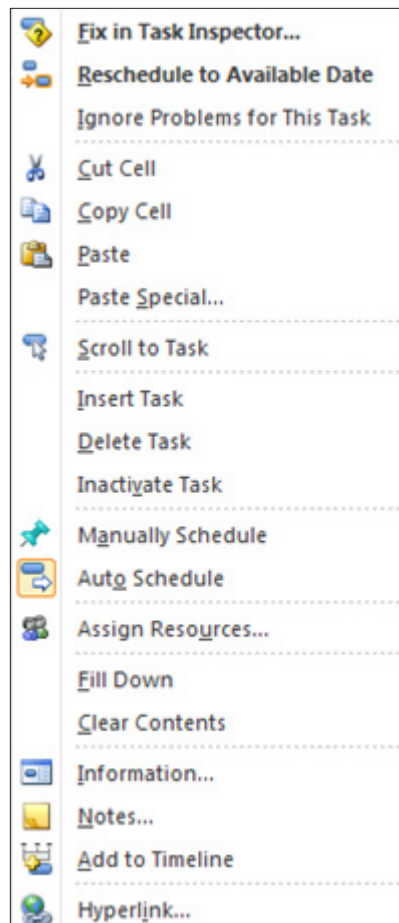 Fix in Task Inspector...
Reschedule to Available Date
Ignore Problems for This Task
Cut Cell
Copy Cell
Paste
Paste Special...
Scroll to Task
Insert Task
Delete Task
Inactivate Task
Manually Schedule
Auto Schedule
Assign Resources...
Fill Down
Clear Contents
Information...
Notes...
Add to Timeline
Hyperlink...